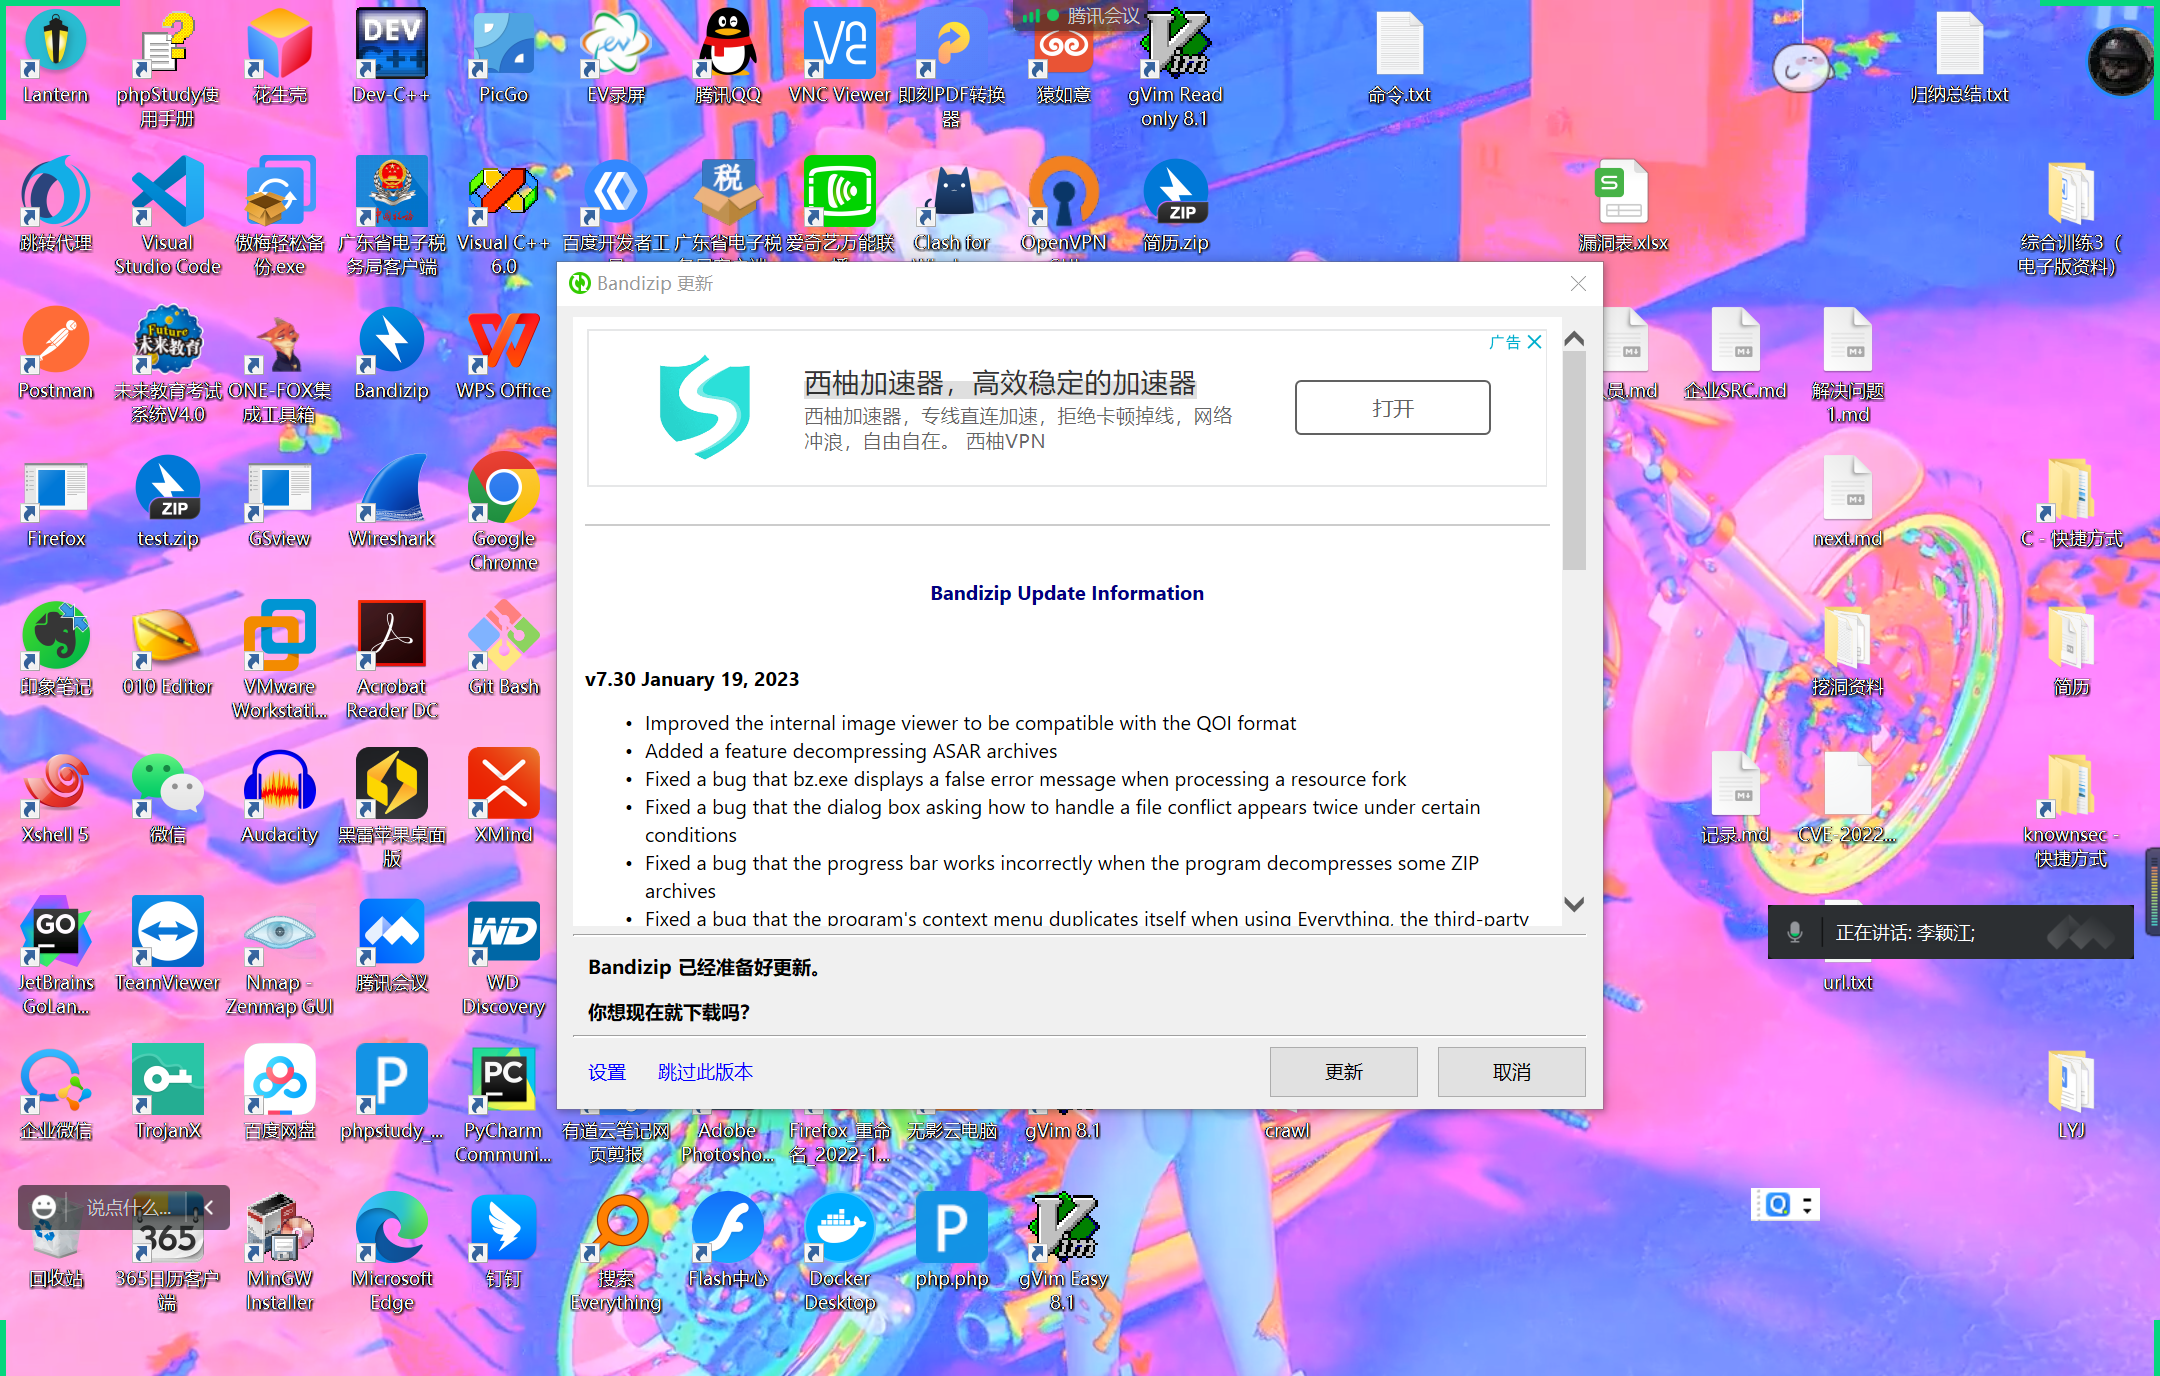 腾讯会议
Lantern
phpStudy使
用手册
花生壳
DEV
C++
Dev-C++
PicGo
EV录屏
腾讯QQ
VNC Viewer
即刻PDF转换
器
猿如意
gVim Read
only 8.1
命令.txt
归纳总结.txt
跳转代理
Visual
Studio Code
傲梅轻松备
份.exe
广东省电子税
务局客户端
Visual C++
6.0
百度开发者工
税
广东省电子税
爱奇艺万能联
Clash for
OpenVPN
ZIP
简历.zip
漏洞表.xlsx
综合训练3（
电子版资料）
Postman
Future
未来教育
未来教育考试
系统V4.0
ONE-FOX集
成工具箱
Bandizip
WPS Office
员.md
企业SRC.md
解决问题
1.md
Firefox
ZIP
test.zip
GSview
Wireshark
Google
Chrome
next.md
C - 快捷方式
印象笔记
010 Editor
VMware
Workstati...
Acrobat
Reader DC
Git Bash
挖洞资料
简历
Xshell 5
微信
Audacity
黑雷苹果桌面
版
XMind
记录.md
CVE-2022...
knownsec -
快捷方式
GO
JetBrains
GoLan...
TeamViewer
Nmap -
Zenmap GUI
腾讯会议
WD
WD
Discovery
正在讲话: 李颖江;
url.txt
企业微信
TrojanX
百度网盘
phpstudy_...
PC
PyCharm
Communi...
有道云笔记网
页剪报
Adobe
Photosho...
Firefox_重命
名_2022-1...
无影云电脑
gVim 8.1
crawl
LYJ
说点什么...
回收站
365
365日历客户
端
MinGW
Installer
Microsoft
Edge
钉钉
搜索
Everything
Flash中心
Docker
Desktop
php.php
gVim Easy
8.1
Bandizip 更新
广告
西柚加速器，高效稳定的加速器
西柚加速器，专线直连加速，拒绝卡顿掉线，网络
冲浪，自由自在。 西柚VPN
打开
Bandizip Update Information
v7.30 January 19, 2023
• Improved the internal image viewer to be compatible with the QOI format
• Added a feature decompressing ASAR archives
• Fixed a bug that bz.exe displays a false error message when processing a resource fork
• Fixed a bug that the dialog box asking how to handle a file conflict appears twice under certain
conditions
• Fixed a bug that the progress bar works incorrectly when the program decompresses some ZIP
archives
• Fixed a bug that the program's context menu duplicates itself when using Everything, the third-party
Bandizip 已经准备好更新。
你想现在就下载吗?
设置
跳过此版本
更新
取消